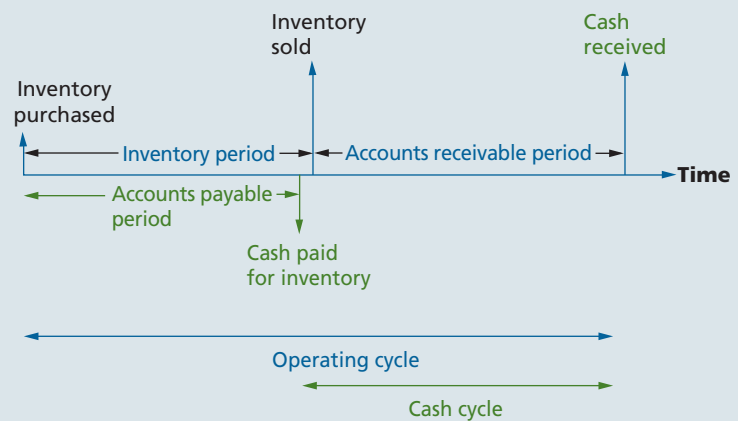 Inventory
sold
Cash
received
Inventory
purchased
Inventory period
Accounts receivable period
Time
Accounts payable
period
Cash paid
for inventory
Operating cycle
Cash cycle